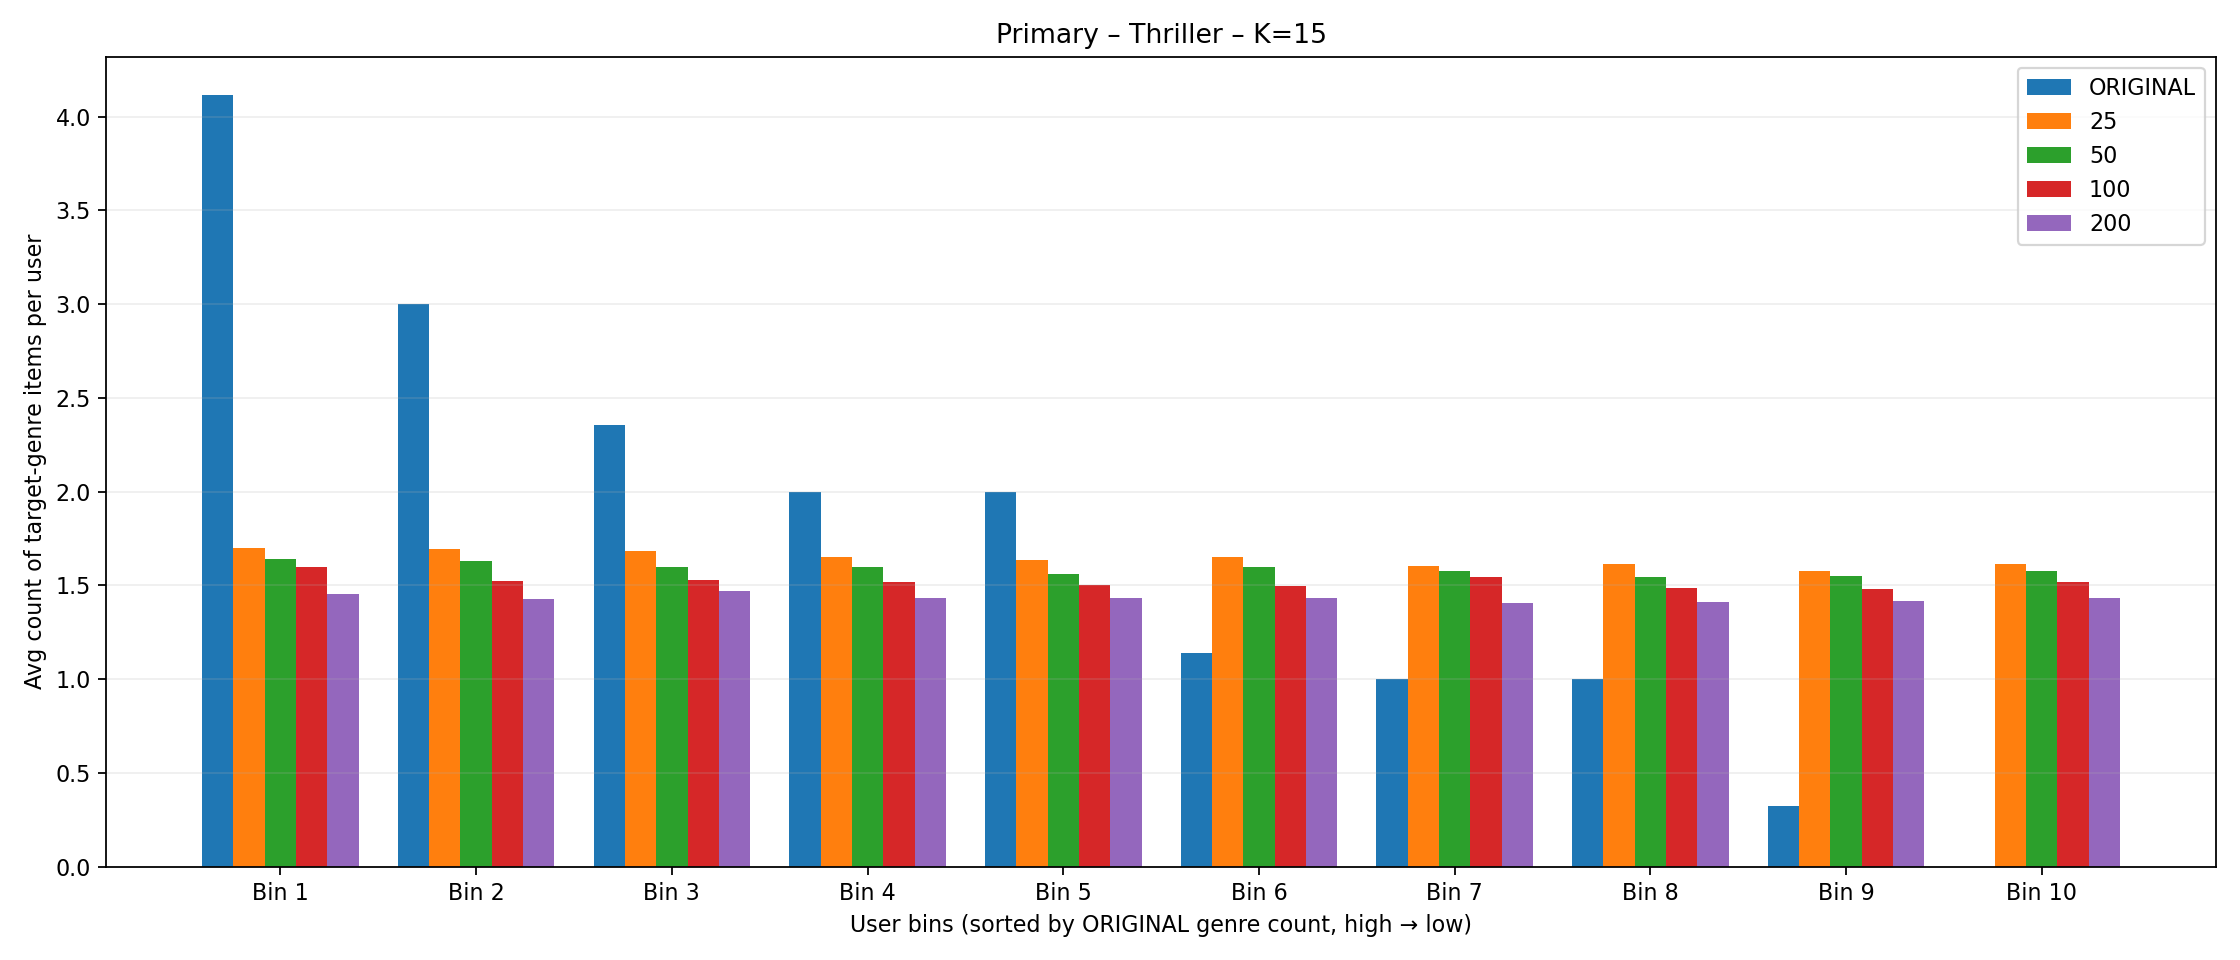 Primary – Thriller – K=15
ORIGINAL
25
50
100
200
Avg count of target-genre items per user
4.0
3.5
3.0
2.5
2.0
1.5
1.0
0.5
0.0
Bin 1 Bin 2 Bin 3 Bin 4 Bin 5 Bin 6 Bin 7 Bin 8 Bin 9 Bin 10
User bins (sorted by ORIGINAL genre count, high → low)